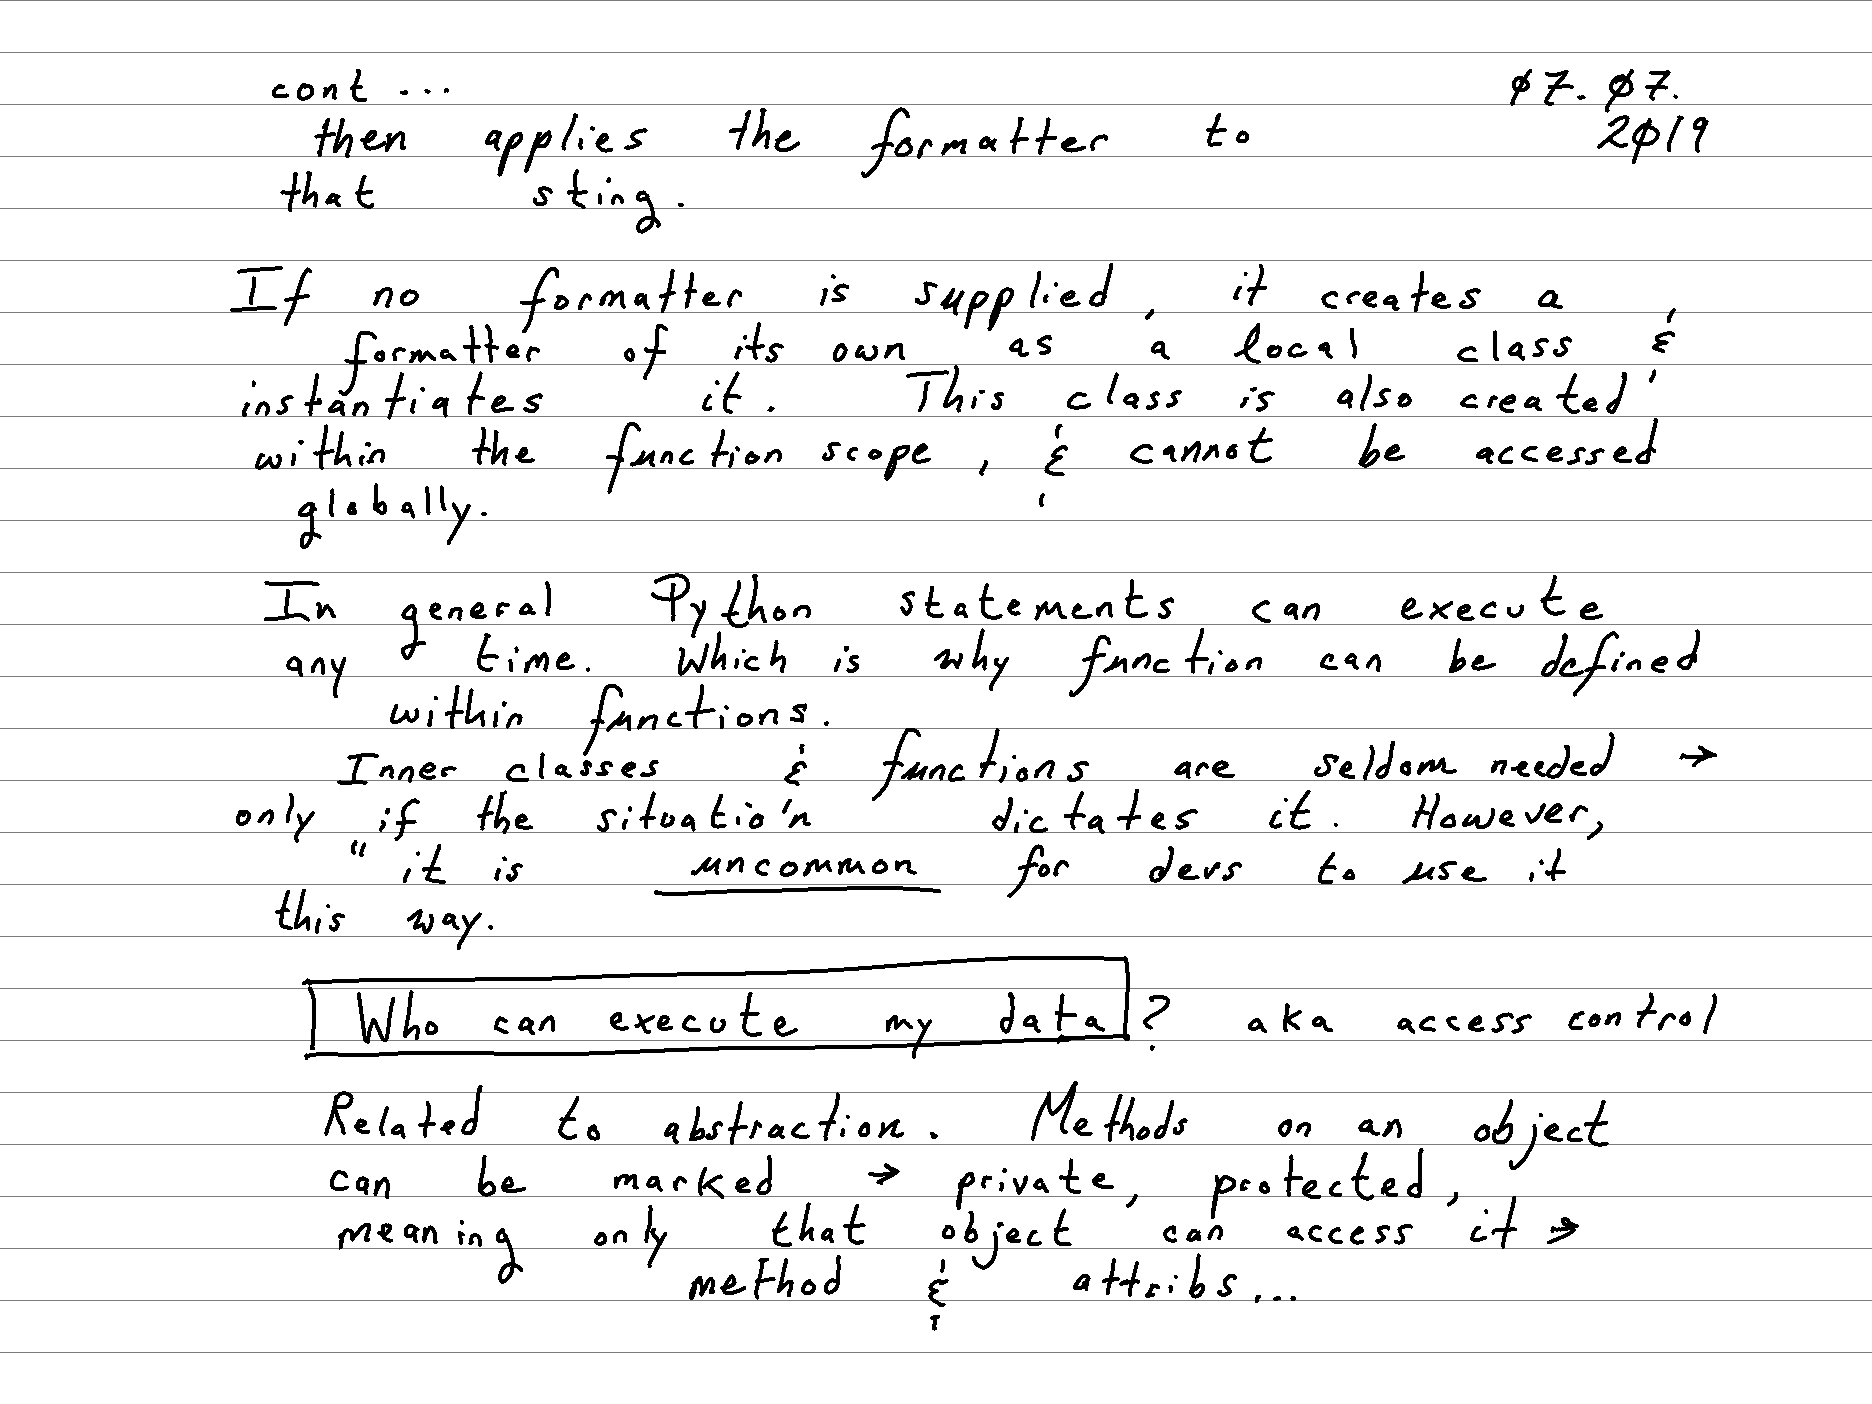 cont ...
07. 07.
then applies the formatter to
2019
that sting.
If no formatter is supplied, it creates a
formatter of its own as a local class &
instantiates it. This class is also created
within the function scope, & cannot be accessed
globally.
In general Python statements can execute
any time. Which is why function can be defined
within functions.
Inner classes & functions are seldom needed →
only if the situatio'n dictates it. However,
" it is uncommon for devs to use it
this way.
Who can execute my data ? aka access control
Related to abstraction. Methods on an object
can be marked → private, protected,
meaning only that object can access it →
method & attribs...